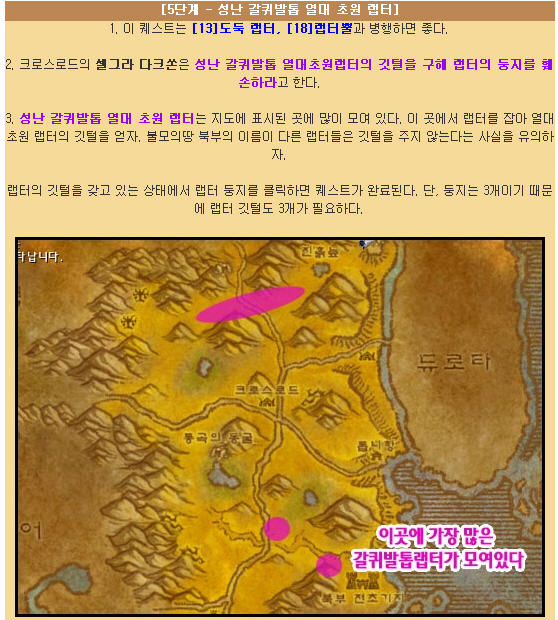 [5단계 - 성난 갈퀴발톱 열대 초원 랩터]
1. 이 퀘스트는 [13]도둑 랩터, [18]랩터뿔과 병행하면 좋다.
2. 크로스로드의 셀그라 다크쏜은 성난 갈퀴발톱 열대초원랩터의 깃털을 구해 랩터의 둥지를 훼
손하라고 한다.
3. 성난 갈퀴발톱 열대 초원 랩터는 지도에 표시된 곳에 많이 모여 있다. 이 곳에서 랩터를 잡아 열대
초원 랩터의 깃털을 얻자. 불모의땅 북부의 이름이 다른 랩터들은 깃털을 주지 않는다는 사실을 유의하
자.
랩터의 깃털을 갖고 있는 상태에서 랩터 둥지를 클릭하면 퀘스트가 완료된다. 단, 둥지는 3개이기 때문
에 랩터 깃털도 3개가 필요하다.
타납니다.
진흙늪
듀로타
크로스로드
통곡의 동굴
톱니항
어
이곳에 가장 많은
갈퀴발톱랩터가 모여있다
북부 전초기지